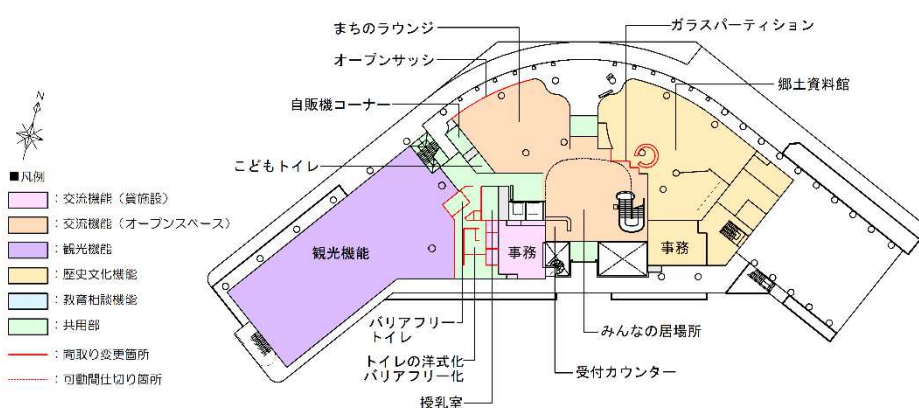 まちのラウンジ
ガラスパーティション
オープンサッシ
郷土資料館
自販機コーナー
こどもトイレ
N
■凡例
:交流機能(貸施設)
:交流機能(オープンスペース)
:観光機能
:歴史文化機能
:教育相談機能
:共用部
:間取り変更箇所
:可動間仕切り箇所
観光機能
事務
事務
バリアフリー
トイレ
みんなの居場所
トイレの洋式化
バリアフリー化
受付カウンター
授乳室